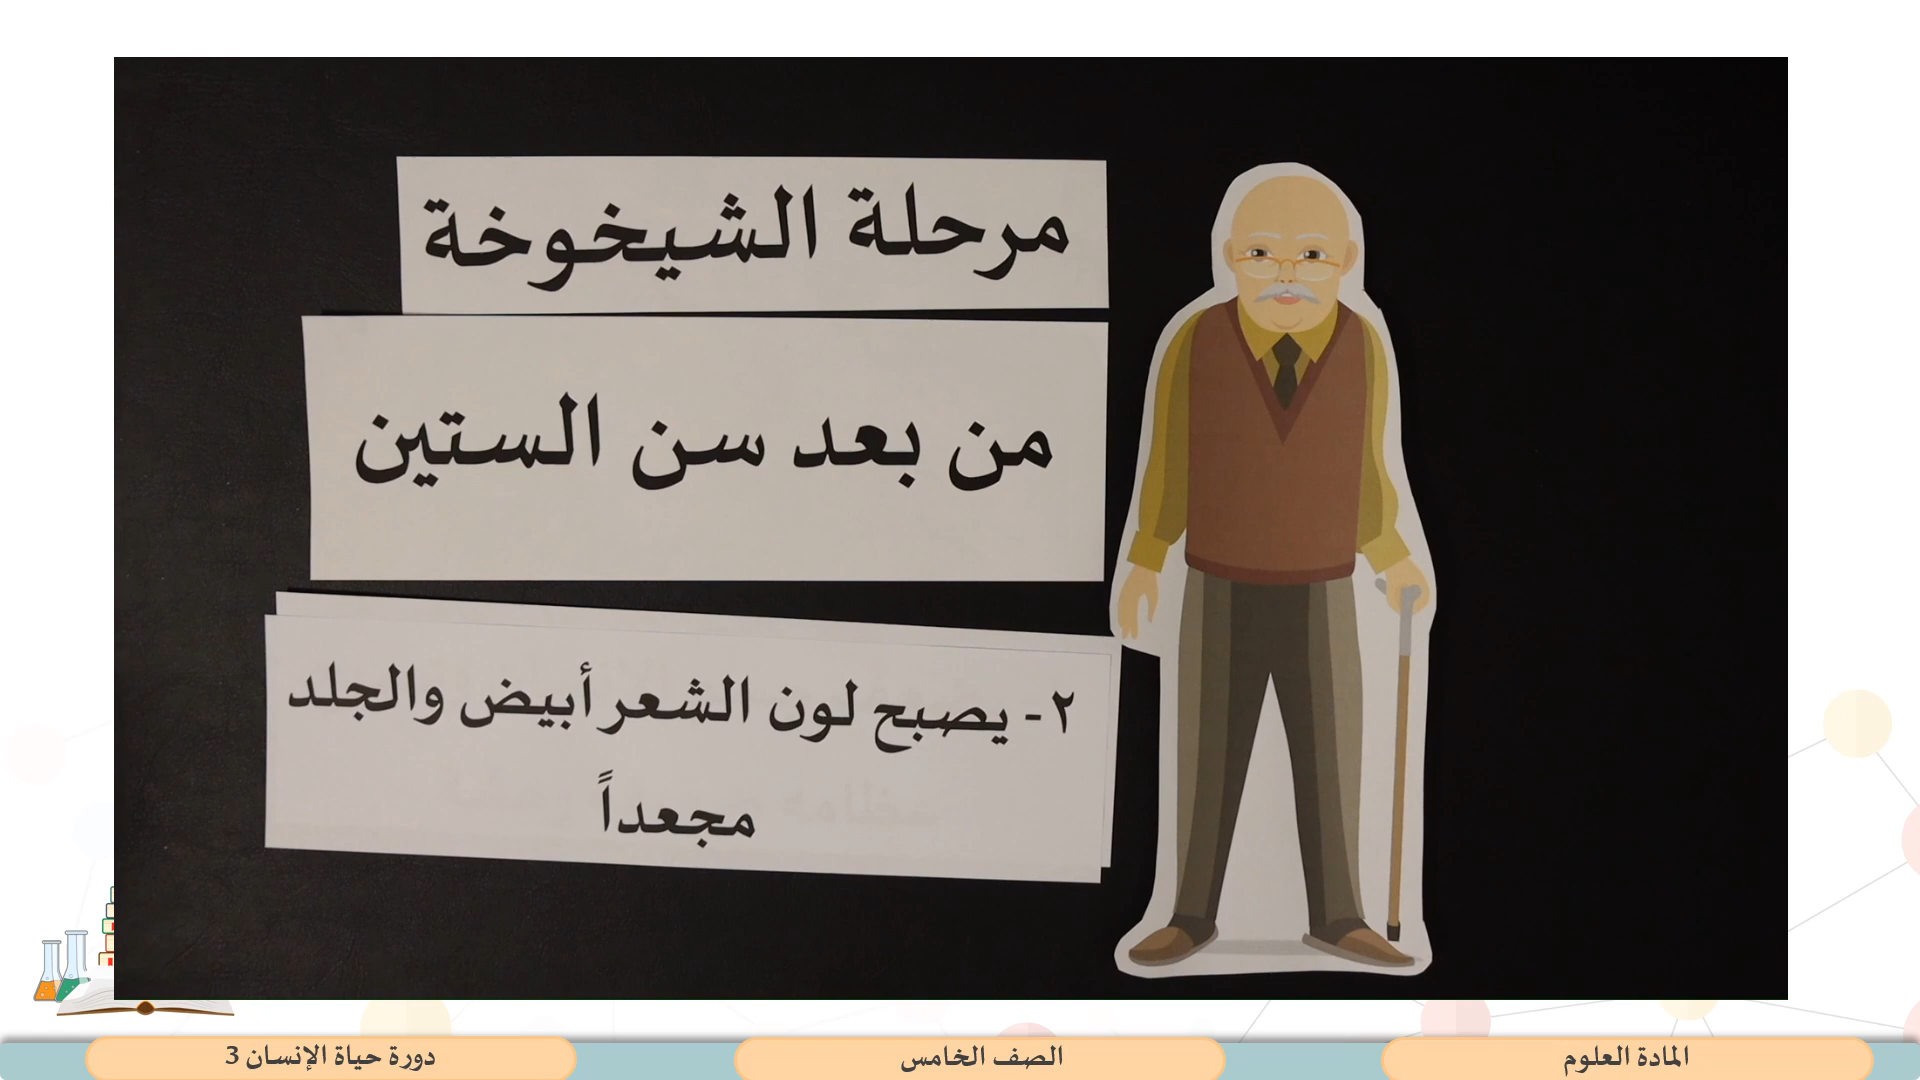 مرحلة الشيخوخة
من بعد سن الستين
٢- يصبح لون الشعر أبيض والجلد
مجعداً
المادة العلوم
الصف الخامس
دورة حياة الإنسان 3